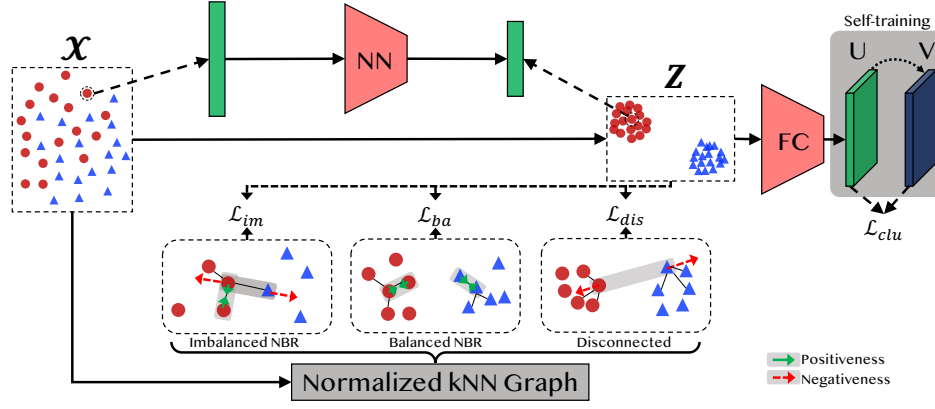 Self-training
U V
NN
𝓧
Z
FC
ℒ_im ℒ_ba ℒ_dis ℒ_clu
Imbalanced NBR Balanced NBR Disconnected
Positiveness
Negativeness
Normalized kNN Graph